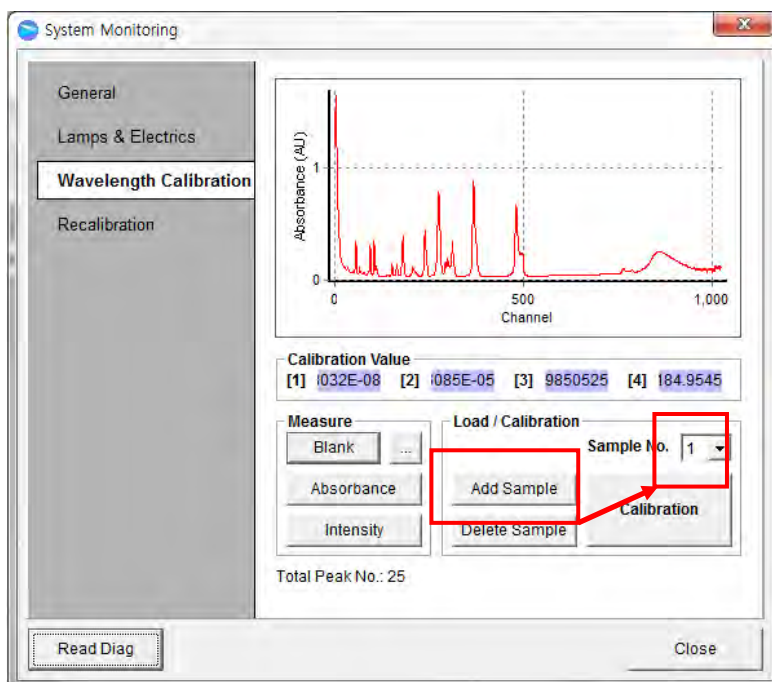 System Monitoring
General
Lamps & Electrics
Wavelength Calibration
Recalibration
Absorbance (AU)
1
0
0 500 1,000
Channel
Calibration Value
[1] 032E-08 [2] 085E-05 [3] 9850525 [4] 184.9545
Measure
Blank ...
Absorbance
Intensity
Load / Calibration
Sample No. 1
Add Sample
Calibration
Delete Sample
Total Peak No.: 25
Read Diag Close